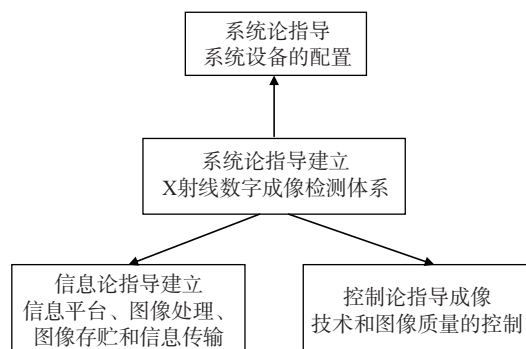 系统论指导
系统设备的配置
系统论指导建立
X射线数字成像检测体系
信息论指导建立
信息平台、图像处理、
图像存贮和信息传输
控制论指导成像
技术和图像质量的控制